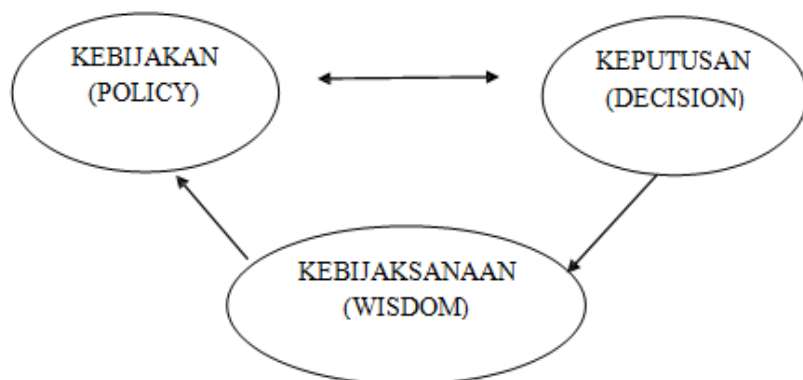 KEBIJAKAN
(POLICY)
KEPUTUSAN
(DECISION)
KEBIJAKSANAAN
(WISDOM)